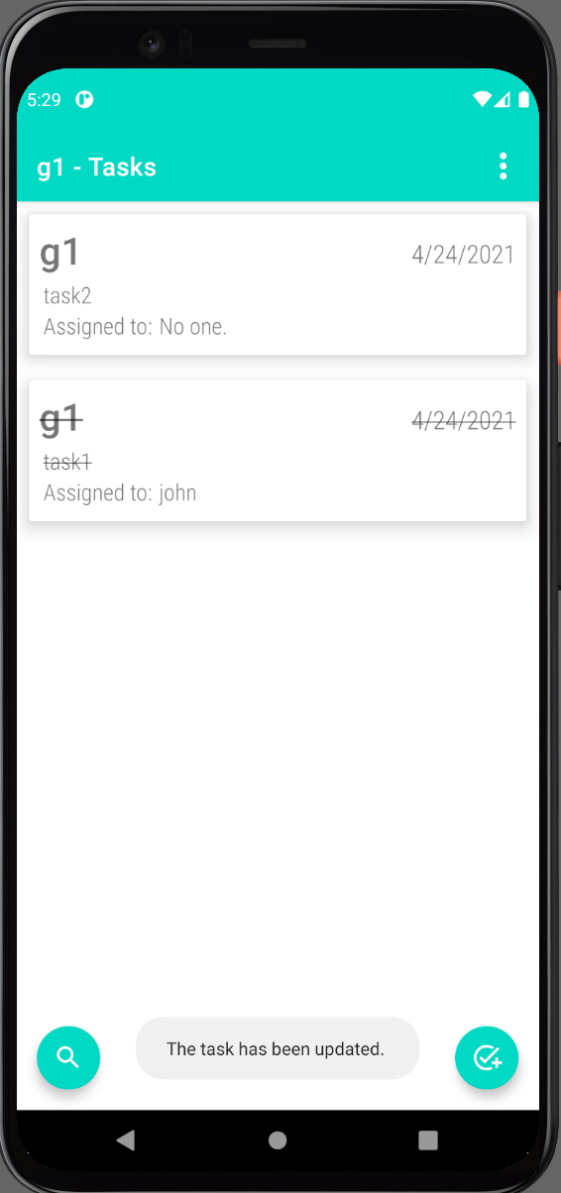 5:29
g1 - Tasks
g1 4/24/2021
task2
Assigned to: No one.
g1 4/24/2021
task1
Assigned to: john
The task has been updated.